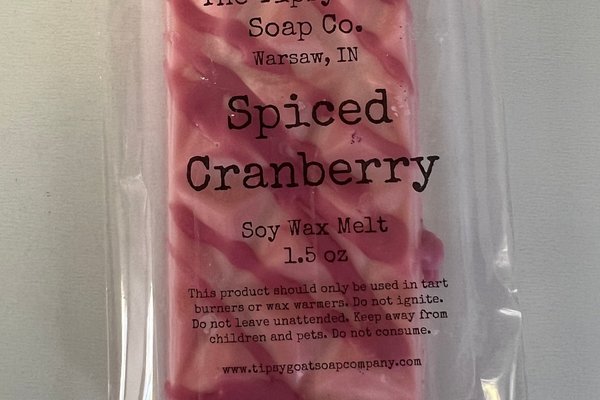 The Tipsy
Soap Co.
Warsaw, IN
Spiced
Cranberry
Soy Wax Melt
1.5 oz
This product should only be used in tart
burners or wax warmers. Do not ignite.
Do not leave unattended. Keep away from
children and pets. Do not consume.
www.tipsygoatsoapcompany.com